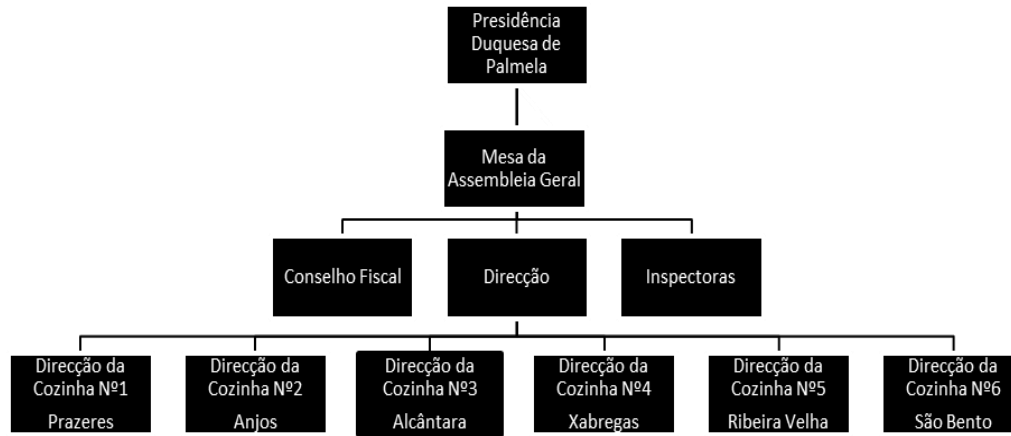 Presidência
Duquesa de
Palmela
Mesa da
Assembleia Geral
Conselho Fiscal
Direcção
Inspectoras
Direcção da
Cozinha Nº1
Prazeres
Direcção da
Cozinha Nº2
Anjos
Direcção da
Cozinha Nº3
Alcântara
Direcção da
Cozinha Nº4
Xabregas
Direcção da
Cozinha Nº5
Ribeira Velha
Direcção da
Cozinha Nº6
São Bento